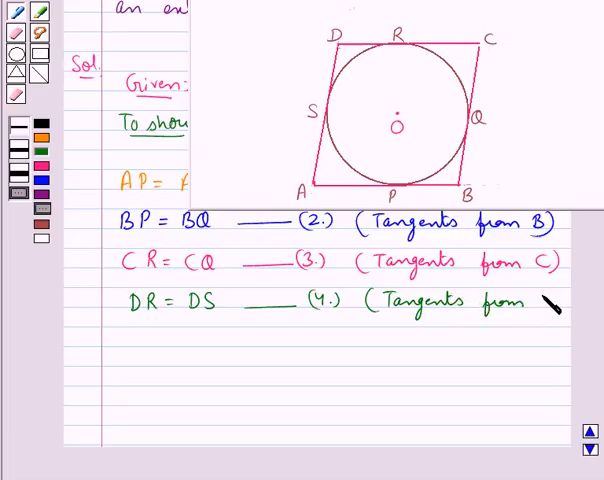 an
Sol.
Given:
To show
AP =
BP = BQ —— (2.) (Tangents from B)
CR = CQ —— (3.) (Tangents from C)
DR = DS —— (4.) (Tangents from
D R C
S Q
O
A P B